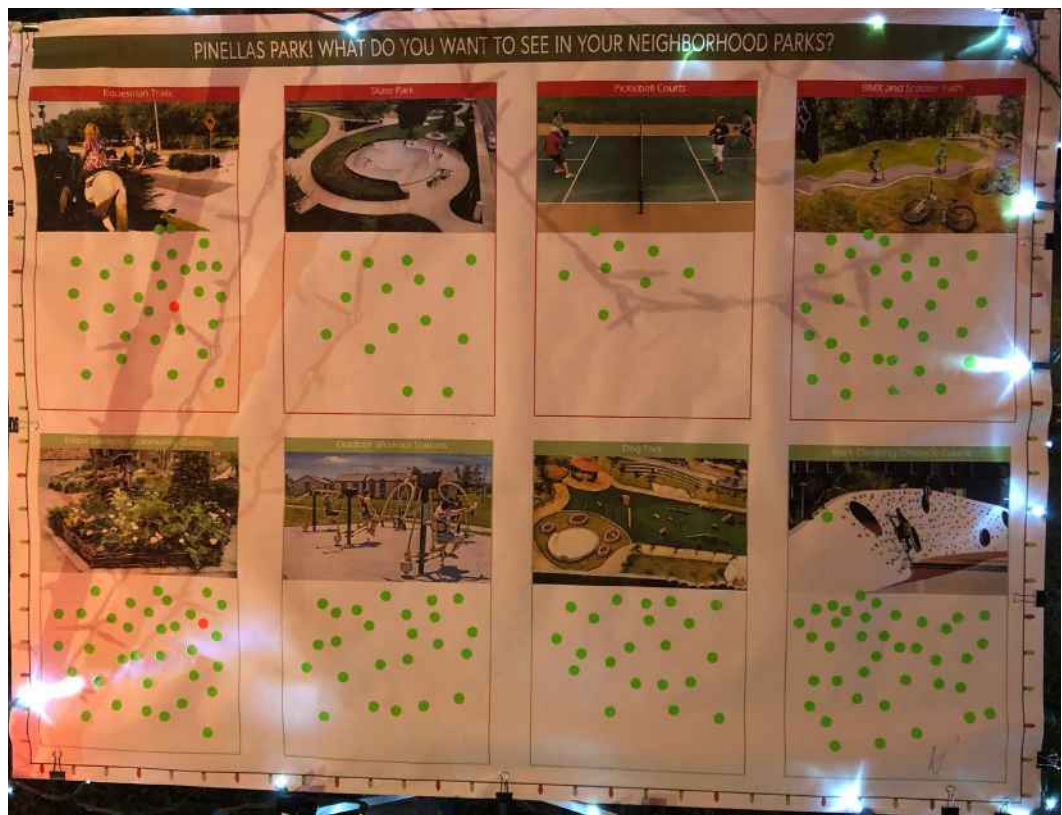 PINELLAS PARK! WHAT DO YOU WANT TO SEE IN YOUR NEIGHBORHOOD PARKS?
Equestrian Trails
Skate Park
Pickleball Courts
BMX and Scooter Path
Outdoor Workout Stations
Dog Park